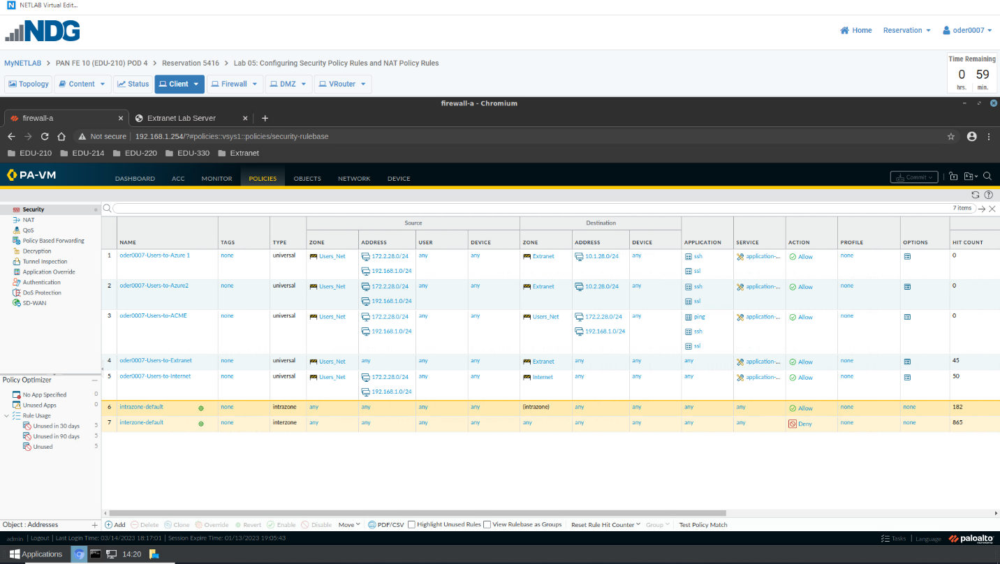 NETLAB Virtual Edit...
NDG
Home Reservation oder0007
MyNETLAB > PAN FE 10 (EDU-210) POD 4 > Reservation 5416 > Lab 05: Configuring Security Policy Rules and NAT Policy Rules
Time Remaining
0 59
hrs. min.
Topology Content Status Client Firewall DMZ VRouter
firewall-a - Chromium
firewall-a Extranet Lab Server
Not secure 192.168.1.254/?#policies::vsys1::policies/security-rulebase
EDU-210 EDU-214 EDU-220 EDU-330 Extranet
PA-VM DASHBOARD ACC MONITOR POLICIES OBJECTS NETWORK DEVICE Commit
Security
NAT
QoS
Policy Based Forwarding
Decryption
Tunnel Inspection
Application Override
Authentication
DoS Protection
SD-WAN
Policy Optimizer
No App Specified 0
Unused Apps 0
Rule Usage
Unused in 30 days 5
Unused in 90 days 5
Unused 5
Object : Addresses
7 items
Source Destination
NAME TAGS TYPE ZONE ADDRESS USER DEVICE ZONE ADDRESS DEVICE APPLICATION SERVICE ACTION PROFILE OPTIONS HIT COUNT
1 oder0007-Users-to-Azure 1 none universal Users_Net 172.2.28.0/24 any any Extranet 10.1.28.0/24 any ssh application-... Allow none 0
192.168.1.0/24 ssl
2 oder0007-Users-to-Azure2 none universal Users_Net 172.2.28.0/24 any any Extranet 10.2.28.0/24 any ssh application-... Allow none 0
192.168.1.0/24 ssl
3 oder0007-Users-to-ACME none universal Users_Net 172.2.28.0/24 any any Users_Net 172.2.28.0/24 any ping application-... Allow none 0
192.168.1.0/24 192.168.1.0/24 ssh
ssl
4 oder0007-Users-to-Extranet none universal Users_Net any any any Extranet any any any application-... Allow none 45
5 oder0007-Users-to-Internet none universal Users_Net 172.2.28.0/24 any any Internet any any any application-... Allow none 50
192.168.1.0/24
6 intrazone-default none intrazone any any any any (intrazone) any any any any Allow none none 182
7 interzone-default none interzone any any any any any any any any any Deny none none 865
Add Delete Clone Override Revert Enable Disable Move PDF/CSV Highlight Unused Rules View Rulebase as Groups Reset Rule Hit Counter Group Test Policy Match
admin | Logout | Last Login Time: 03/14/2023 18:17:01 | Session Expire Time: 01/13/2023 19:05:43 Tasks | Language paloalto
NETWORKS
Applications 14:20